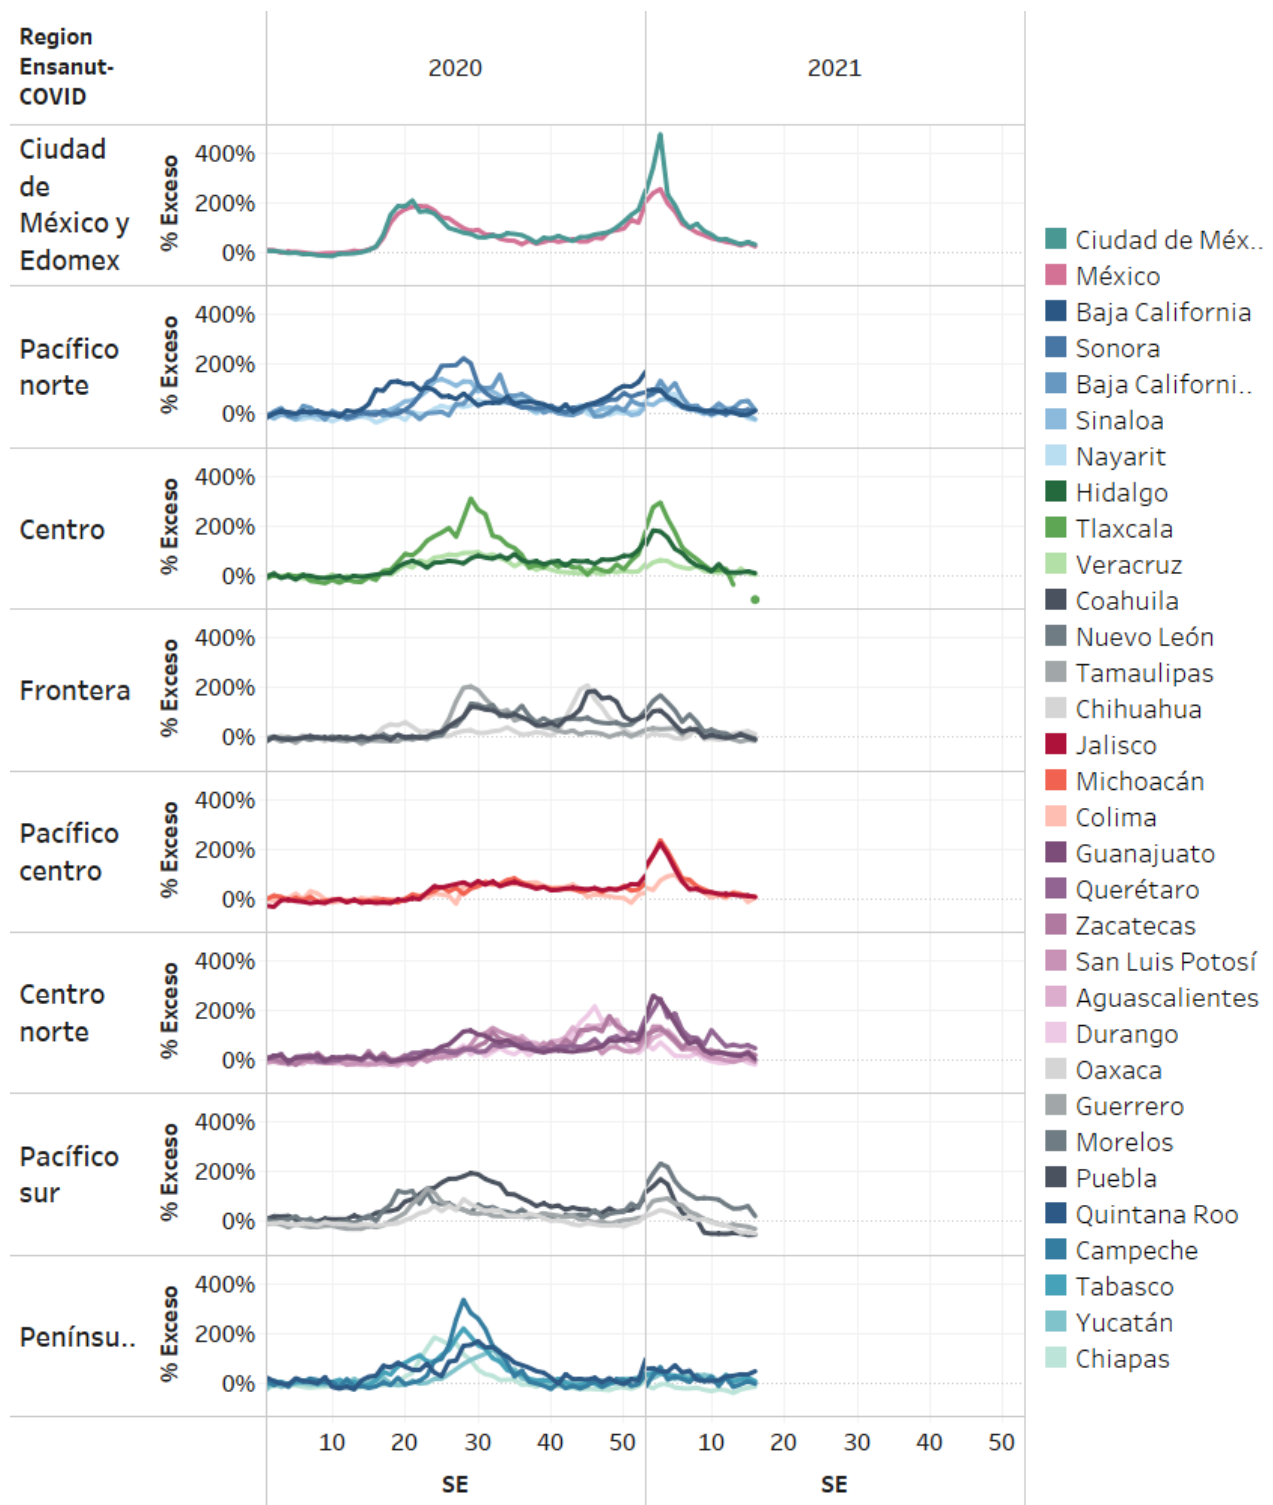 Region
Ensanut-
COVID
2020
2021
Ciudad
de
México y
Edomex
% Exceso
400%
200%
0%
Pacífico
norte
% Exceso
400%
200%
0%
Centro
% Exceso
400%
200%
0%
Frontera
% Exceso
400%
200%
0%
Pacífico
centro
% Exceso
400%
200%
0%
Centro
norte
% Exceso
400%
200%
0%
Pacífico
sur
% Exceso
400%
200%
0%
Penínsu..
% Exceso
400%
200%
0%
10 20 30 40 50 10 20 30 40 50
SE SE
Ciudad de Méx..
México
Baja California
Sonora
Baja Californi..
Sinaloa
Nayarit
Hidalgo
Tlaxcala
Veracruz
Coahuila
Nuevo León
Tamaulipas
Chihuahua
Jalisco
Michoacán
Colima
Guanajuato
Querétaro
Zacatecas
San Luis Potosí
Aguascalientes
Durango
Oaxaca
Guerrero
Morelos
Puebla
Quintana Roo
Campeche
Tabasco
Yucatán
Chiapas